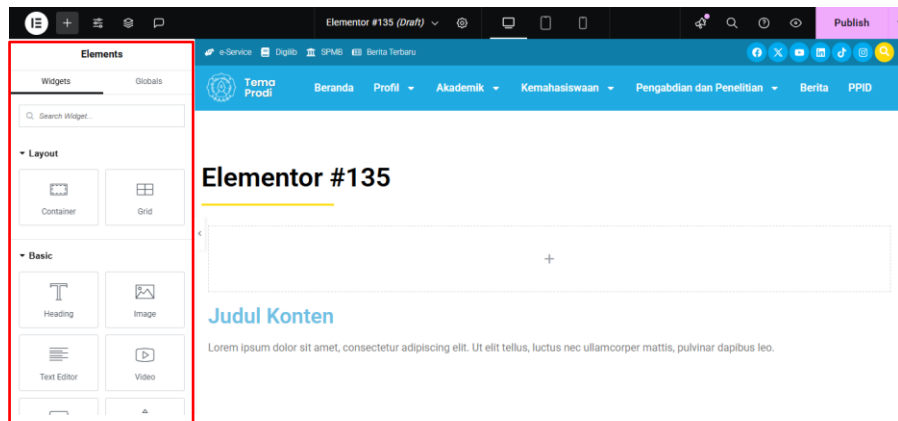 Elementor #135 (Draft)
Publish
Elements
Widgets
Globals
Search Widget...
Layout
Container
Grid
Basic
Heading
Image
Text Editor
Video
e-Service
Digilib
SPMB
Berita Terbaru
Tema
Prodi
Beranda
Profil
Akademik
Kemahasiswaan
Pengabdian dan Penelitian
Berita
PPID
Elementor #135
Judul Konten
Lorem ipsum dolor sit amet, consectetur adipiscing elit. Ut elit tellus, luctus nec ullamcorper mattis, pulvinar dapibus leo.